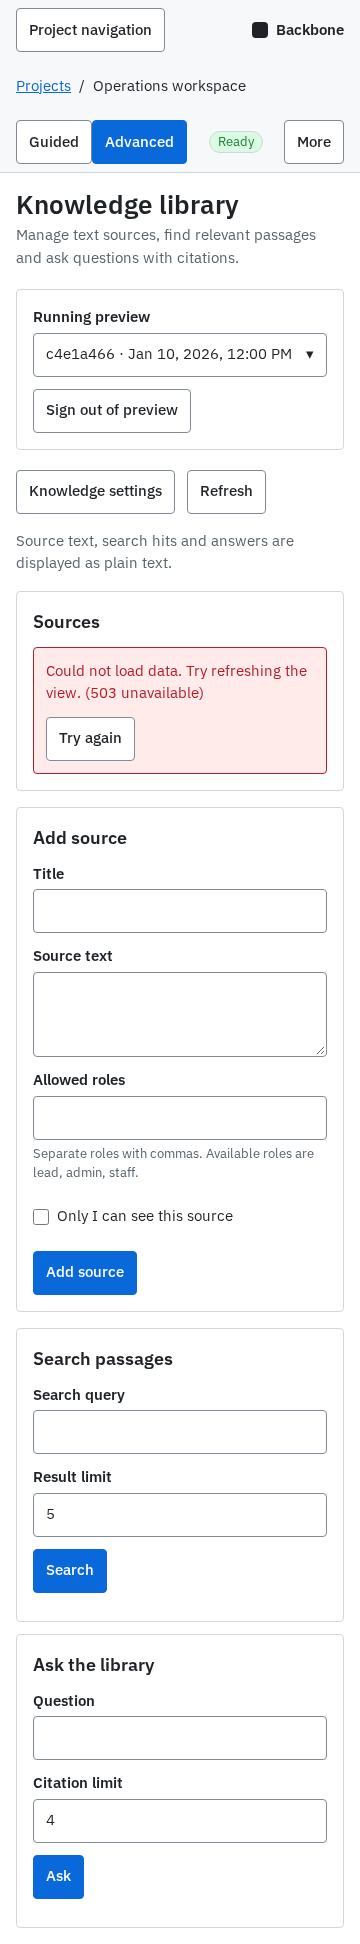 Project navigation
Backbone
Projects / Operations workspace
Guided
Advanced
Ready
More
Knowledge library
Manage text sources, find relevant passages
and ask questions with citations.
Running preview
c4e1a466 · Jan 10, 2026, 12:00 PM ▾
Sign out of preview
Knowledge settings
Refresh
Source text, search hits and answers are
displayed as plain text.
Sources
Could not load data. Try refreshing the
view. (503 unavailable)
Try again
Add source
Title
Source text
Allowed roles
Separate roles with commas. Available roles are
lead, admin, staff.
Only I can see this source
Add source
Search passages
Search query
Result limit
5
Search
Ask the library
Question
Citation limit
4
Ask